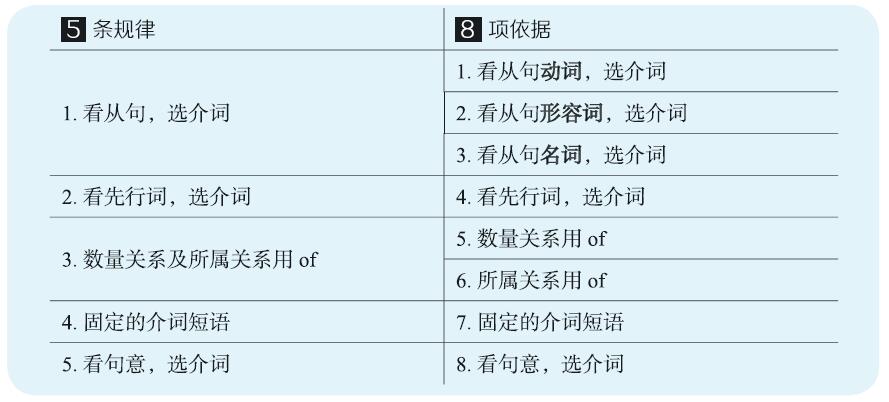 5 条规律
8 项依据
1. 看从句，选介词
1. 看从句动词，选介词
2. 看从句形容词，选介词
3. 看从句名词，选介词
2. 看先行词，选介词
4. 看先行词，选介词
3. 数量关系及所属关系用 of
5. 数量关系用 of
6. 所属关系用 of
4. 固定的介词短语
7. 固定的介词短语
5. 看句意，选介词
8. 看句意，选介词